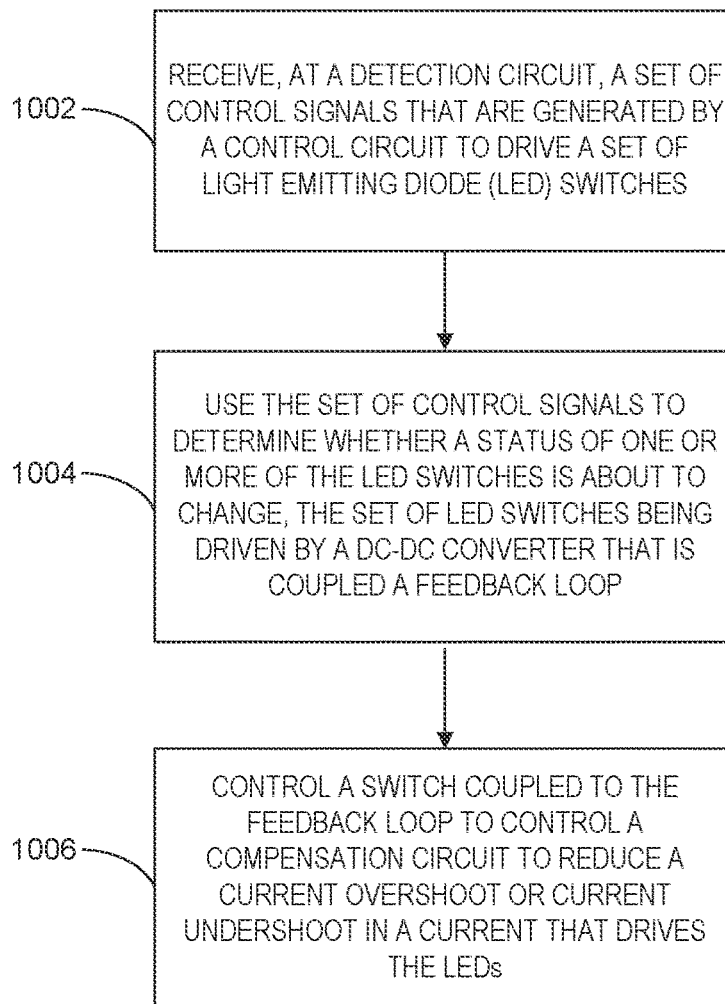 1002
RECEIVE, AT A DETECTION CIRCUIT, A SET OF
CONTROL SIGNALS THAT ARE GENERATED BY
A CONTROL CIRCUIT TO DRIVE A SET OF
LIGHT EMITTING DIODE (LED) SWITCHES
1004
USE THE SET OF CONTROL SIGNALS TO
DETERMINE WHETHER A STATUS OF ONE OR
MORE OF THE LED SWITCHES IS ABOUT TO
CHANGE, THE SET OF LED SWITCHES BEING
DRIVEN BY A DC-DC CONVERTER THAT IS
COUPLED A FEEDBACK LOOP
1006
CONTROL A SWITCH COUPLED TO THE
FEEDBACK LOOP TO CONTROL A
COMPENSATION CIRCUIT TO REDUCE A
CURRENT OVERSHOOT OR CURRENT
UNDERSHOOT IN A CURRENT THAT DRIVES
THE LEDs